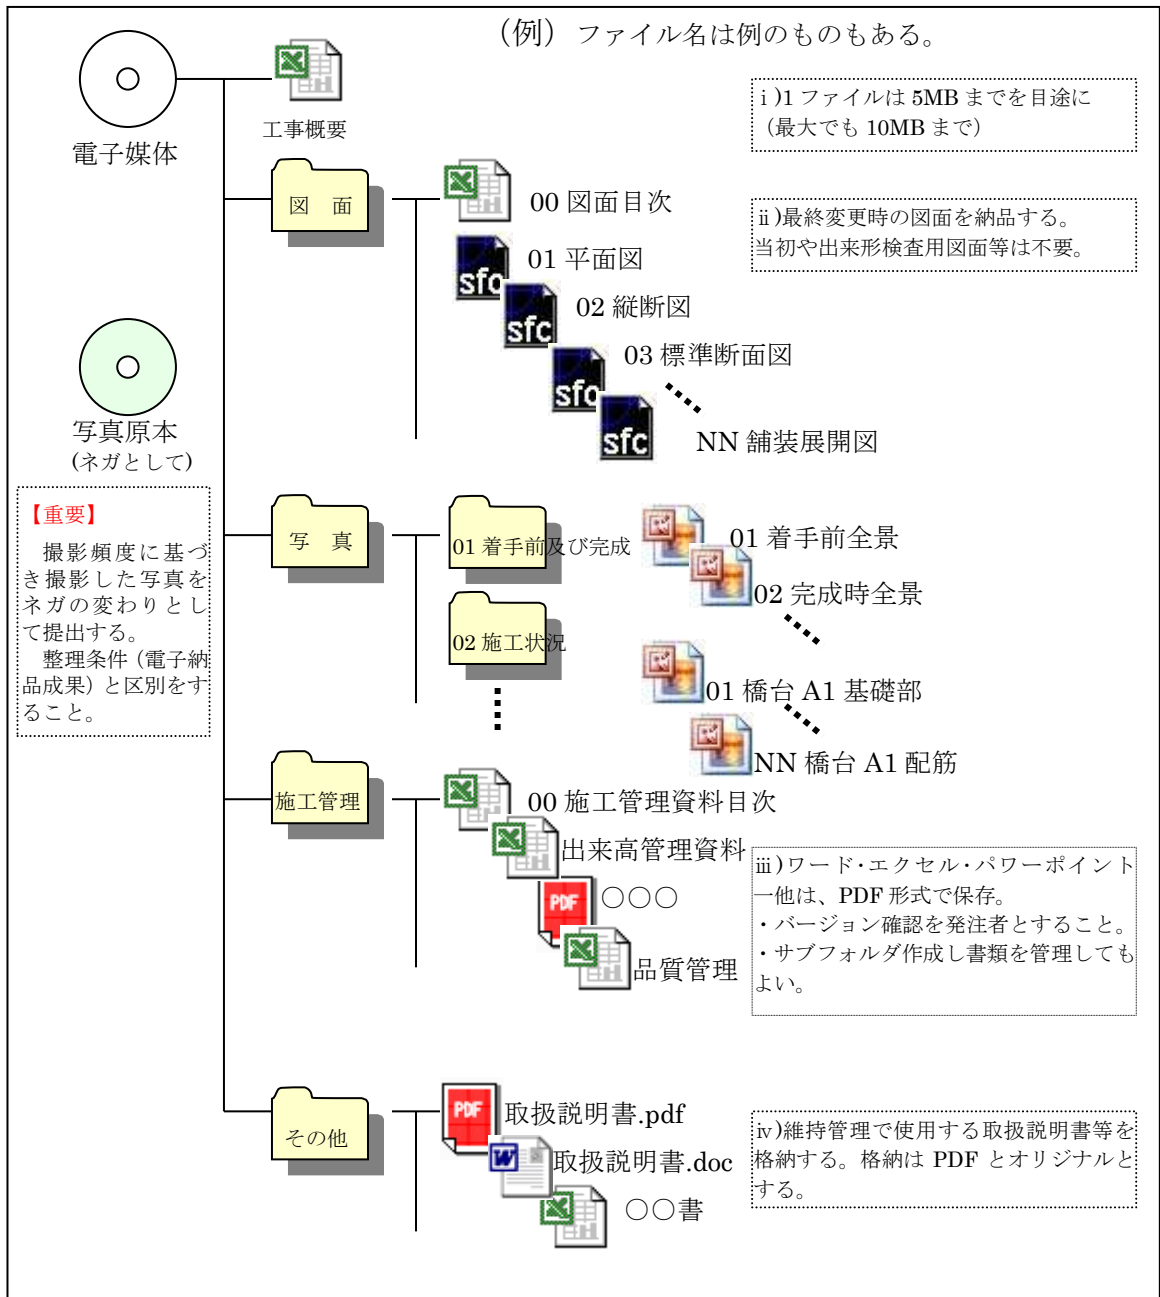 （例）ファイル名は例のものもある。
電子媒体
工事概要
ⅰ)1 ファイルは 5MB までを目途に
（最大でも 10MB まで）
図　面
00 図面目次
ⅱ)最終変更時の図面を納品する。
当初や出来形検査用図面等は不要。
sfc
01 平面図
sfc
02 縦断図
sfc
03 標準断面図
sfc
NN 舗装展開図
写真原本
(ネガとして)
【重要】
撮影頻度に基づ
き撮影した写真を
ネガの変わりとし
て提出する。
整理条件（電子納
品成果）と区別をす
ること。
写　真
01 着手前及び完成
01 着手前全景
02 完成時全景
02 施工状況
01 橋台 A1 基礎部
NN 橋台 A1 配筋
施工管理
00 施工管理資料目次
出来高管理資料
PDF
〇〇〇
品質管理
ⅲ)ワード・エクセル・パワーポイント
一他は、PDF 形式で保存。
・バージョン確認を発注者とすること。
・サブフォルダ作成し書類を管理しても
よい。
その他
PDF
取扱説明書.pdf
W
取扱説明書.doc
〇〇書
ⅳ)維持管理で使用する取扱説明書等を
格納する。格納は PDF とオリジナルと
する。